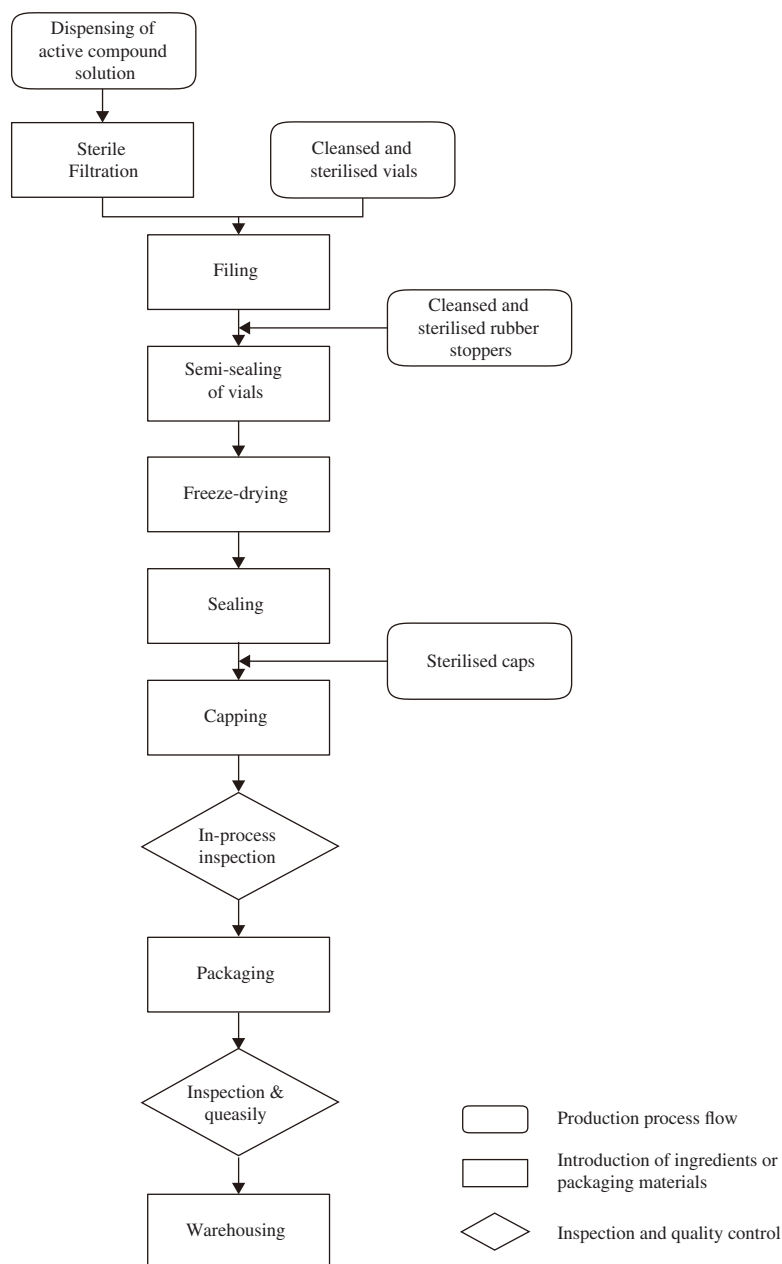 Dispensing of
active compound
solution
Sterile
Filtration
Cleansed and
sterilised vials
Filing
Cleansed and
sterilised rubber
stoppers
Semi-sealing
of vials
Freeze-drying
Sealing
Sterilised caps
Capping
In-process
inspection
Packaging
Inspection &
queasily
Warehousing
Production process flow
Introduction of ingredients or
packaging materials
Inspection and quality control